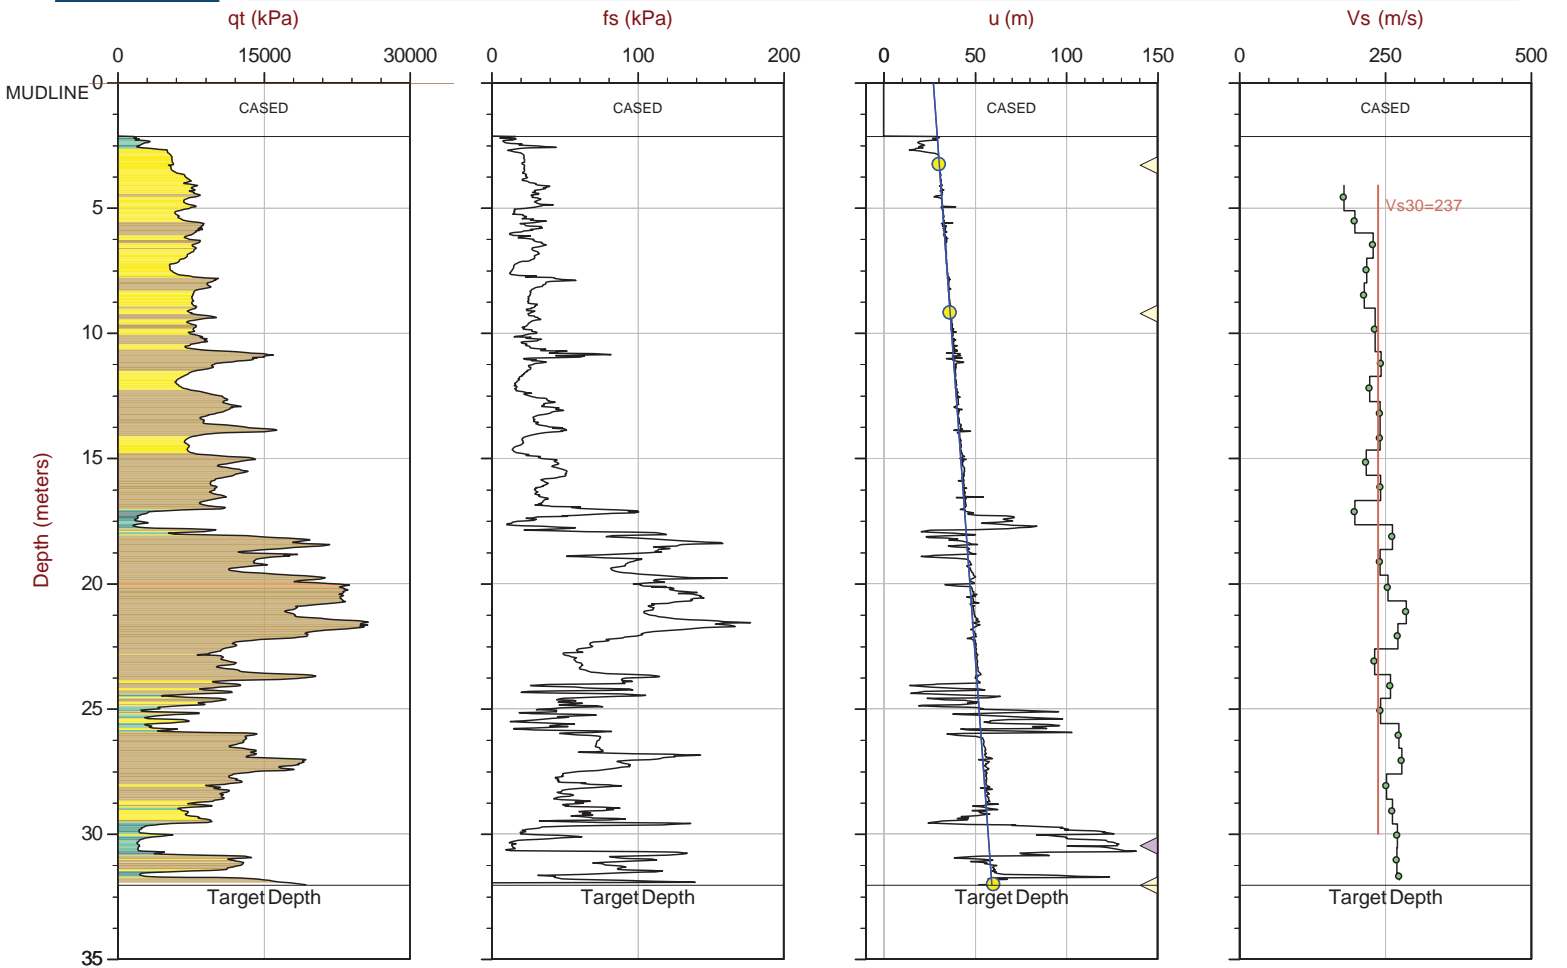 qt (kPa) fs (kPa) u (m) Vs (m/s)
0 15000 30000 0 100 200 0 50 100 150 0 250 500
0
MUDLINE
CASED CASED CASED CASED
5
Vs30=237
10
15
Depth (meters)
20
25
30
Target Depth Target Depth Target Depth Target Depth
35